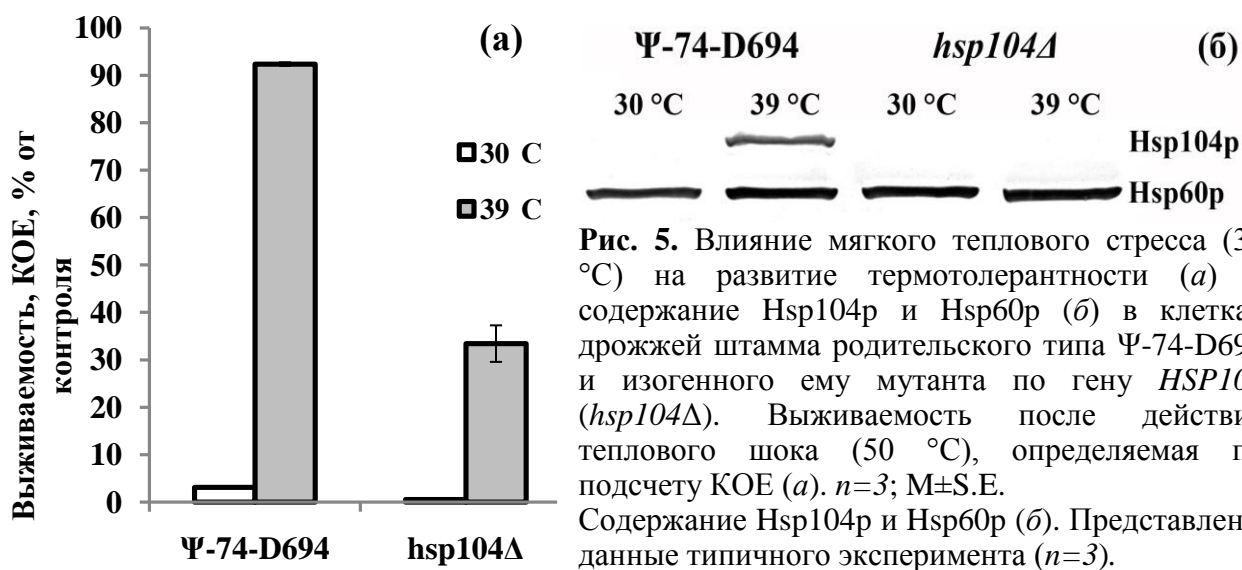 100
90
80
70
60
50
40
30
20
10
0
Выживаемость, КОЕ, % от
контроля
(а)
30 C
39 C
Ψ-74-D694 hsp104Δ
Ψ-74-D694 hsp104Δ (б)
30 °C 39 °C 30 °C 39 °C
Hsp104p
Hsp60p
Рис. 5. Влияние мягкого теплового стресса (3
°C) на развитие термотолерантности (а)
содержание Hsp104p и Hsp60p (б) в клетка
дрожжей штамма родительского типа Ψ-74-D69
и изогенного ему мутанта по гену HSP10
(hsp104Δ). Выживаемость после действи
теплового шока (50 °C), определяемая п
подсчету КОЕ (а). n=3; M±S.E.
Содержание Hsp104p и Hsp60p (б). Представлен
данные типичного эксперимента (n=3).